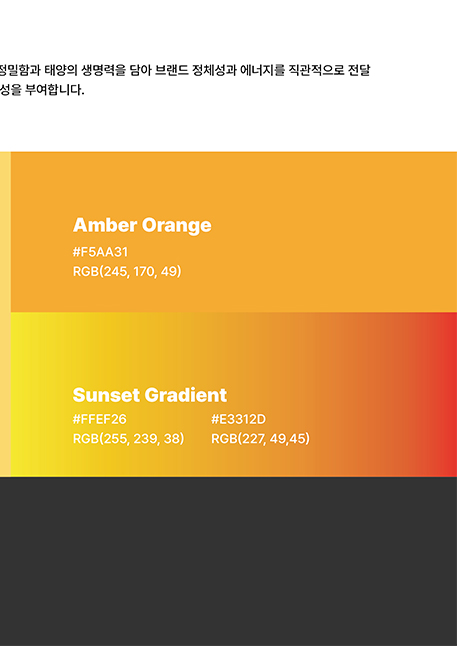 정밀함과 태양의 생명력을 담아 브랜드 정체성과 에너지를 직관적으로 전달
성을 부여합니다.
Amber Orange
#F5AA31
RGB(245, 170, 49)
Sunset Gradient
#FFEF26 #E3312D
RGB(255, 239, 38) RGB(227, 49,45)